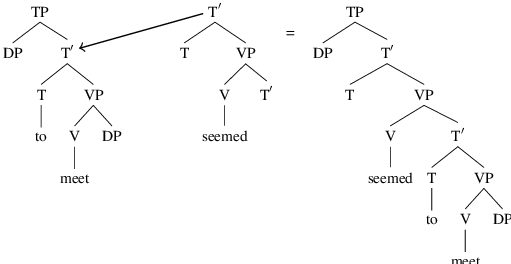 TP T′ = TP
DP T′ T VP DP T′
T VP V T′ T VP
to V DP seemed V T′
meet seemed T VP
to V DP
meet